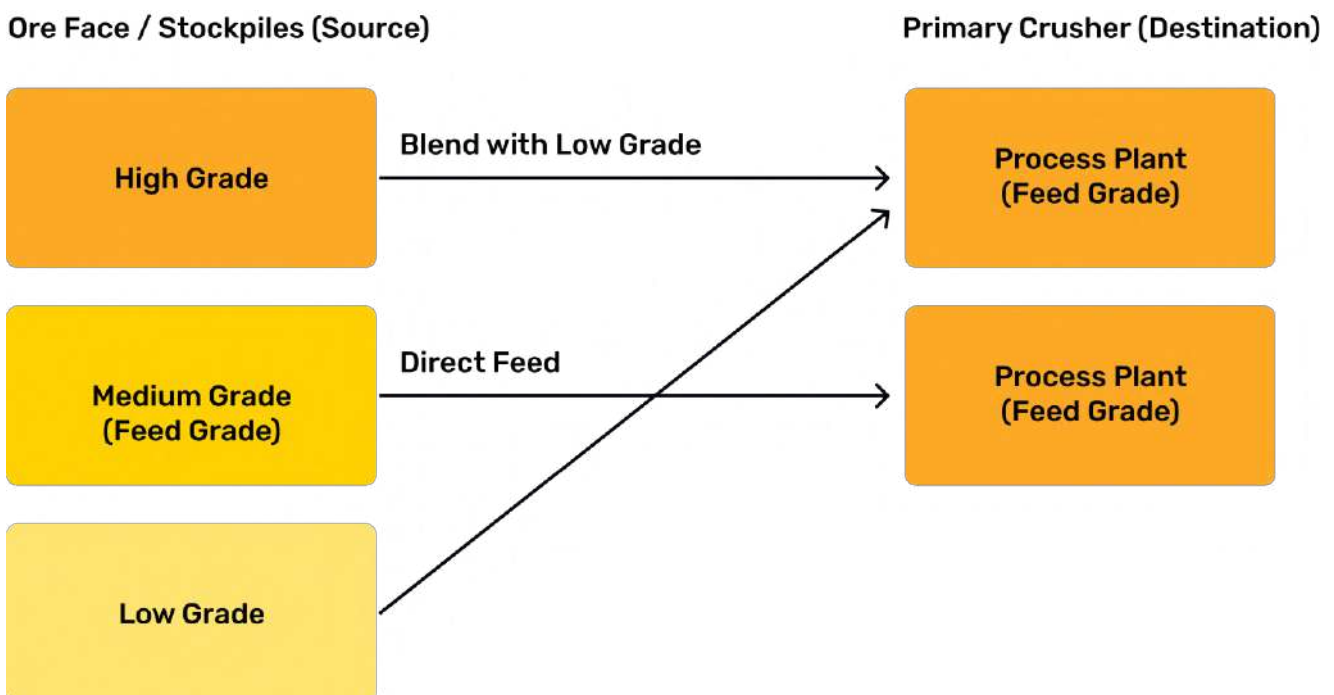 Ore Face / Stockpiles (Source)
Primary Crusher (Destination)
High Grade
Blend with Low Grade
Process Plant
(Feed Grade)
Medium Grade
(Feed Grade)
Direct Feed
Process Plant
(Feed Grade)
Low Grade